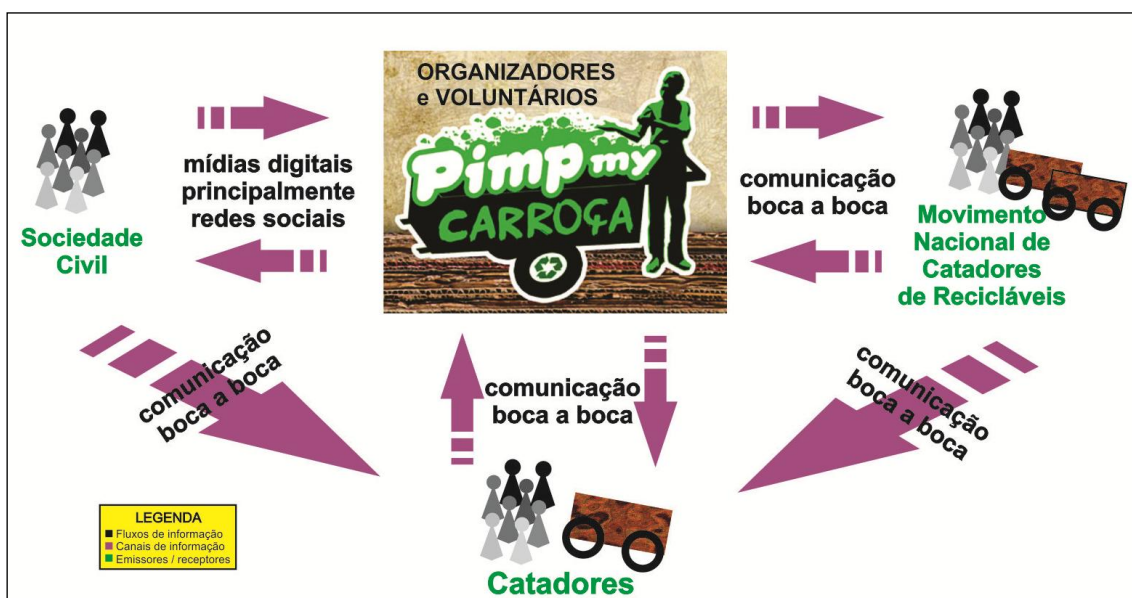 ORGANIZADORES
e VOLUNTÁRIOS
Pimp my
CARROÇA
mídias digitais
principalmente
redes sociais
Sociedade
Civil
comunicação
boca a boca
Movimento
Nacional de
Catadores
de Recicláveis
comunicação
boca a boca
comunicação
boca a boca
comunicação
boca a boca
LEGENDA
Fluxos de informação
Canais de informação
Emissores / receptores
Catadores